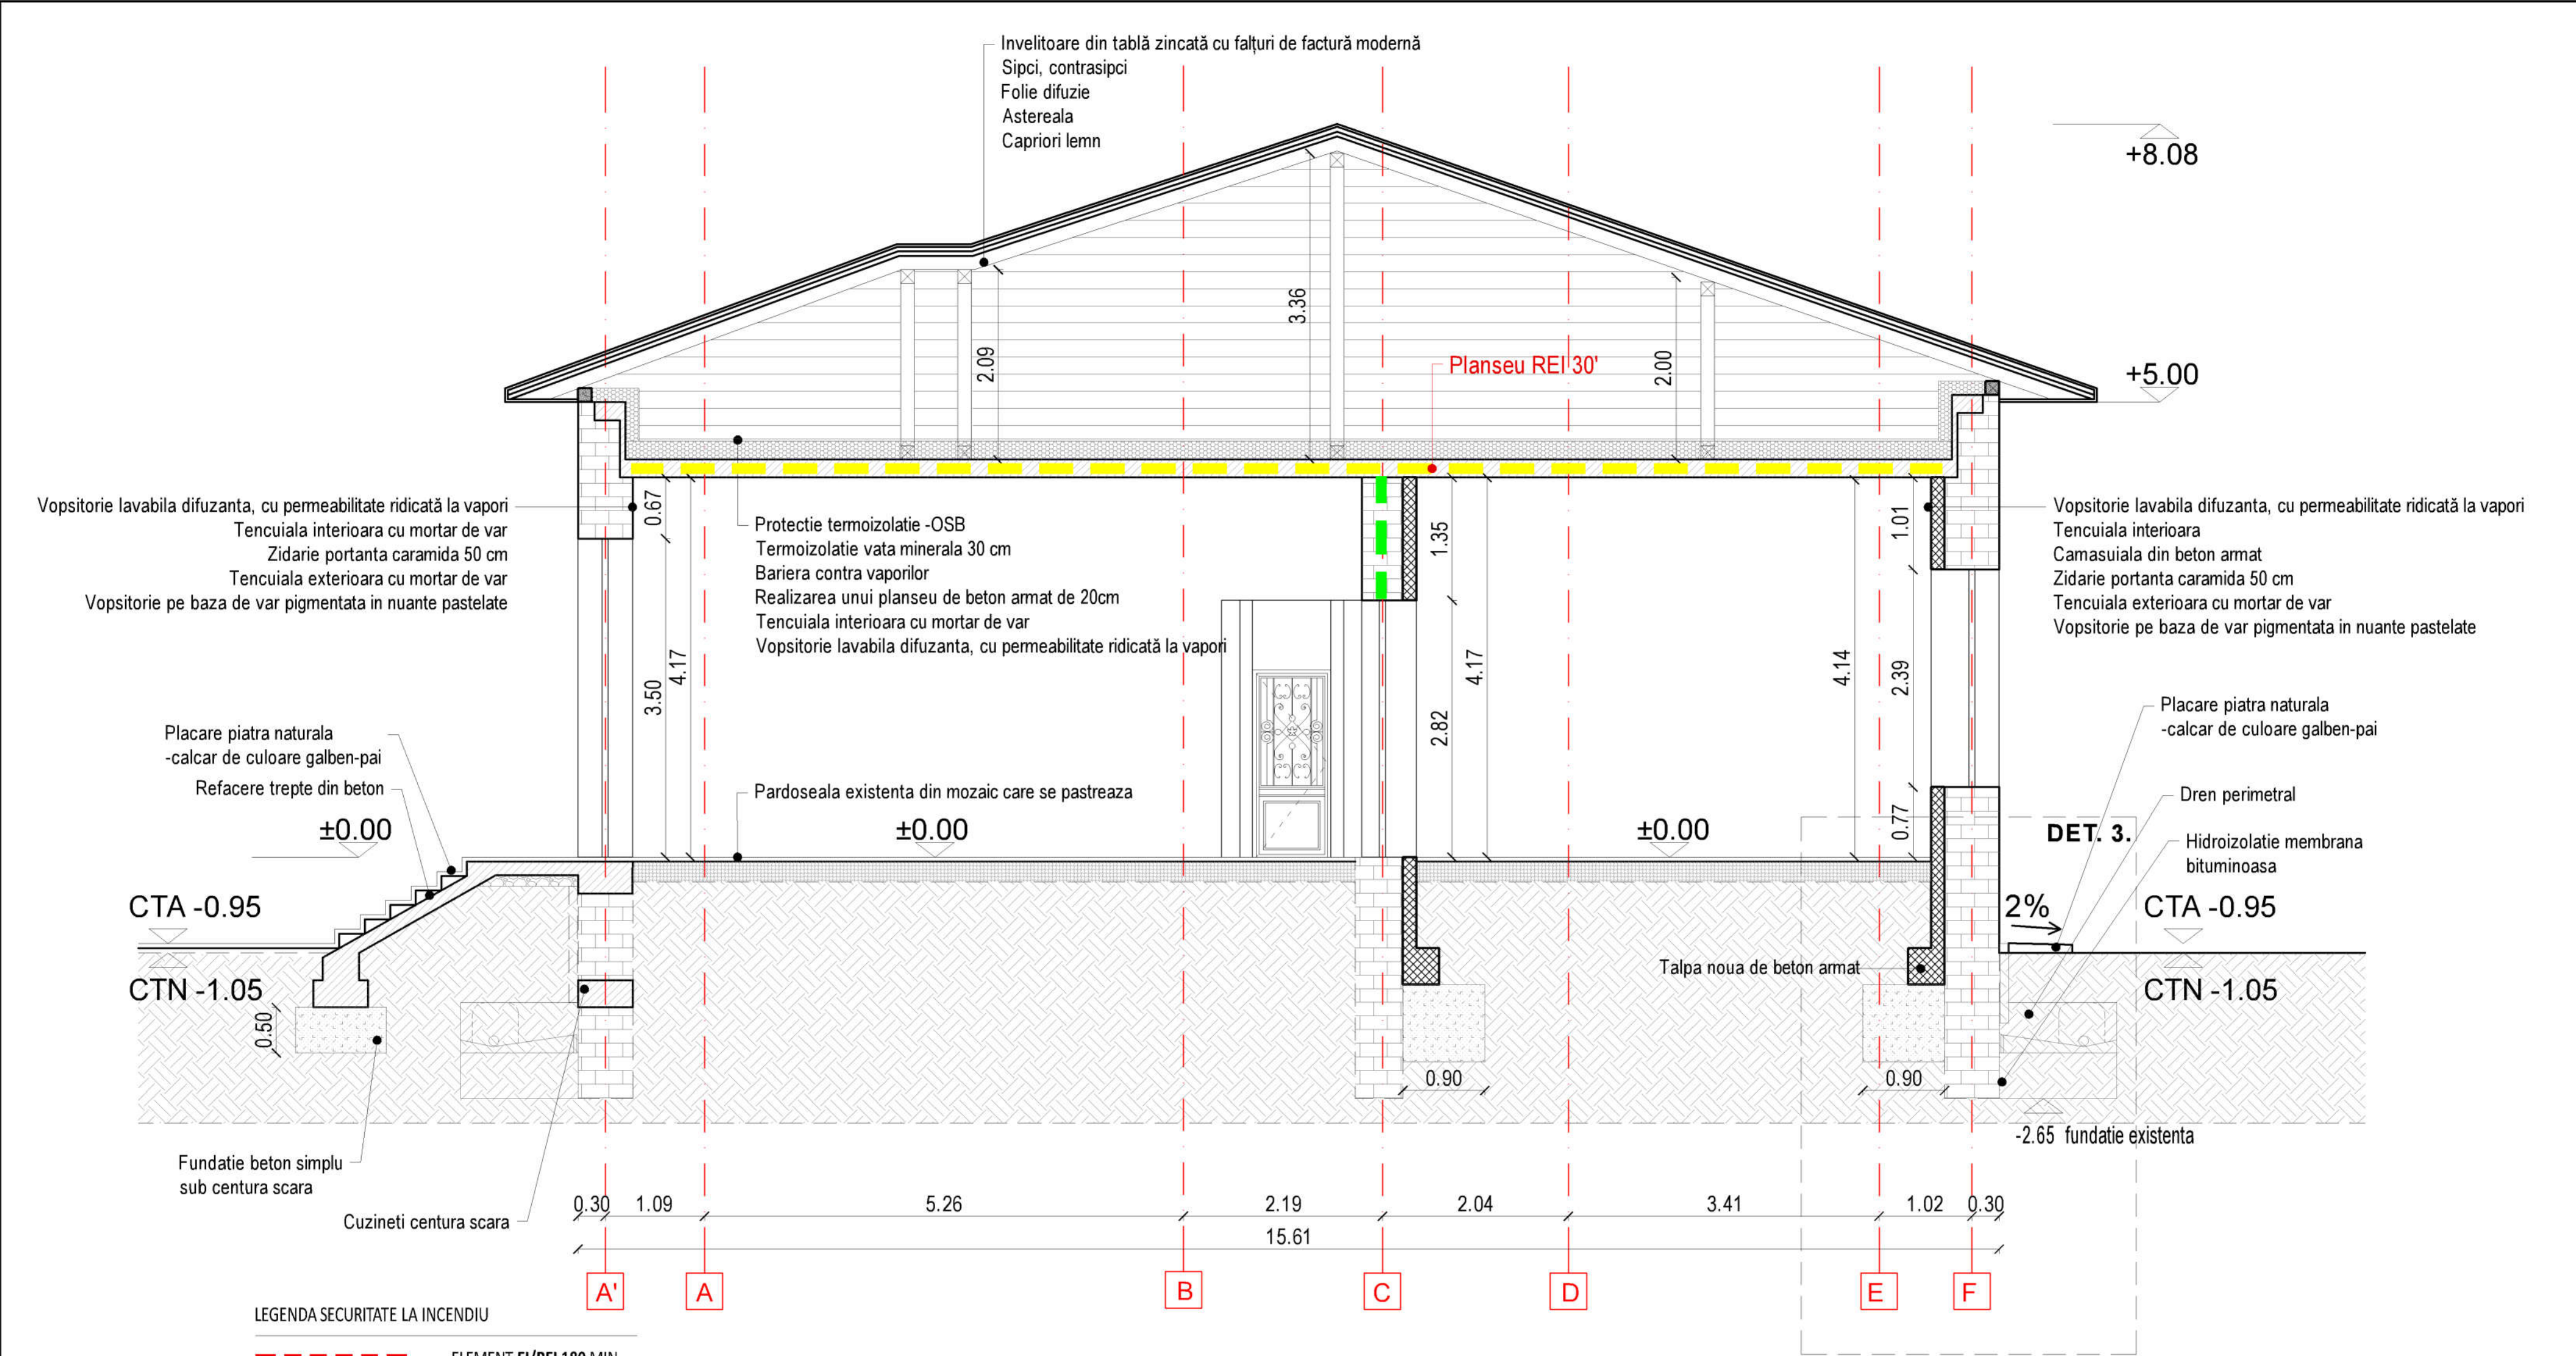 Invelitoare din tablă zincată cu falțuri de factură modernă
Sipci, contrasipci
Folie difuzie
Astereala
Capriori lemn
+8.08
+5.00
3.36
2.09
2.00
Planseu REI 30'
Vopsitorie lavabila difuzanta, cu permeabilitate ridicată la vapori
Tencuiala interioara cu mortar de var
Zidarie portanta caramida 50 cm
Tencuiala exterioara cu mortar de var
Vopsitorie pe baza de var pigmentata in nuante pastelate
0.67
3.50
4.17
Protectie termoizolatie -OSB
Termoizolatie vata minerala 30 cm
Bariera contra vaporilor
Realizarea unui planseu de beton armat de 20cm
Tencuiala interioara cu mortar de var
Vopsitorie lavabila difuzanta, cu permeabilitate ridicată la vapori
1.35
2.82
4.17
4.14
1.01
2.39
0.77
Vopsitorie lavabila difuzanta, cu permeabilitate ridicată la vapori
Tencuiala interioara
Camasuiala din beton armat
Zidarie portanta caramida 50 cm
Tencuiala exterioara cu mortar de var
Vopsitorie pe baza de var pigmentata in nuante pastelate
Placare piatra naturala
-calcar de culoare galben-pai
Refacere trepte din beton
±0.00
Pardoseala existenta din mozaic care se pastreaza
±0.00
±0.00
Placare piatra naturala
-calcar de culoare galben-pai
Dren perimetral
DET. 3.
Hidroizolatie membrana
bituminoasa
CTA -0.95
CTN -1.05
2%
CTA -0.95
CTN -1.05
Talpa noua de beton armat
0.50
0.90
0.90
-2.65 fundatie existenta
Fundatie beton simplu
sub centura scara
Cuzineti centura scara
0.30
1.09
5.26
2.19
2.04
3.41
1.02
0.30
15.61
A'
A
B
C
D
E
F
LEGENDA SECURITATE LA INCENDIU
ELEMENT EI/REI 180 MIN